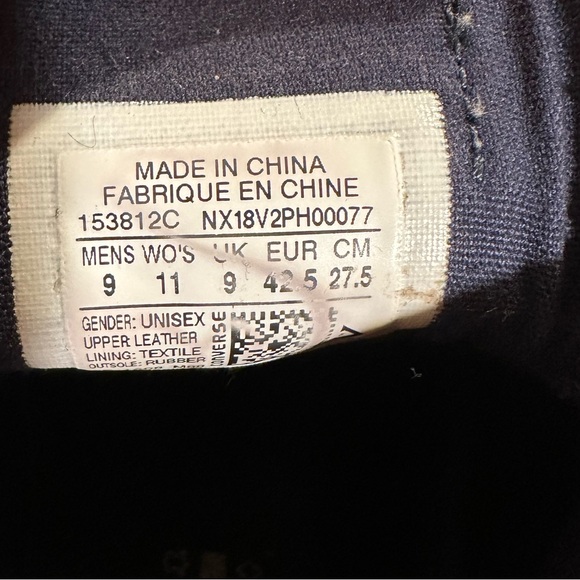 MADE IN CHINA
FABRIQUE EN CHINE
153812C NX18V2PH00077
MENS WO'S UK EUR CM
9 11 9 42.5 27.5
GENDER: UNISEX
UPPER LEATHER
LINING: TEXTILE
OUTSOLE: RUBBER
CONVERSE